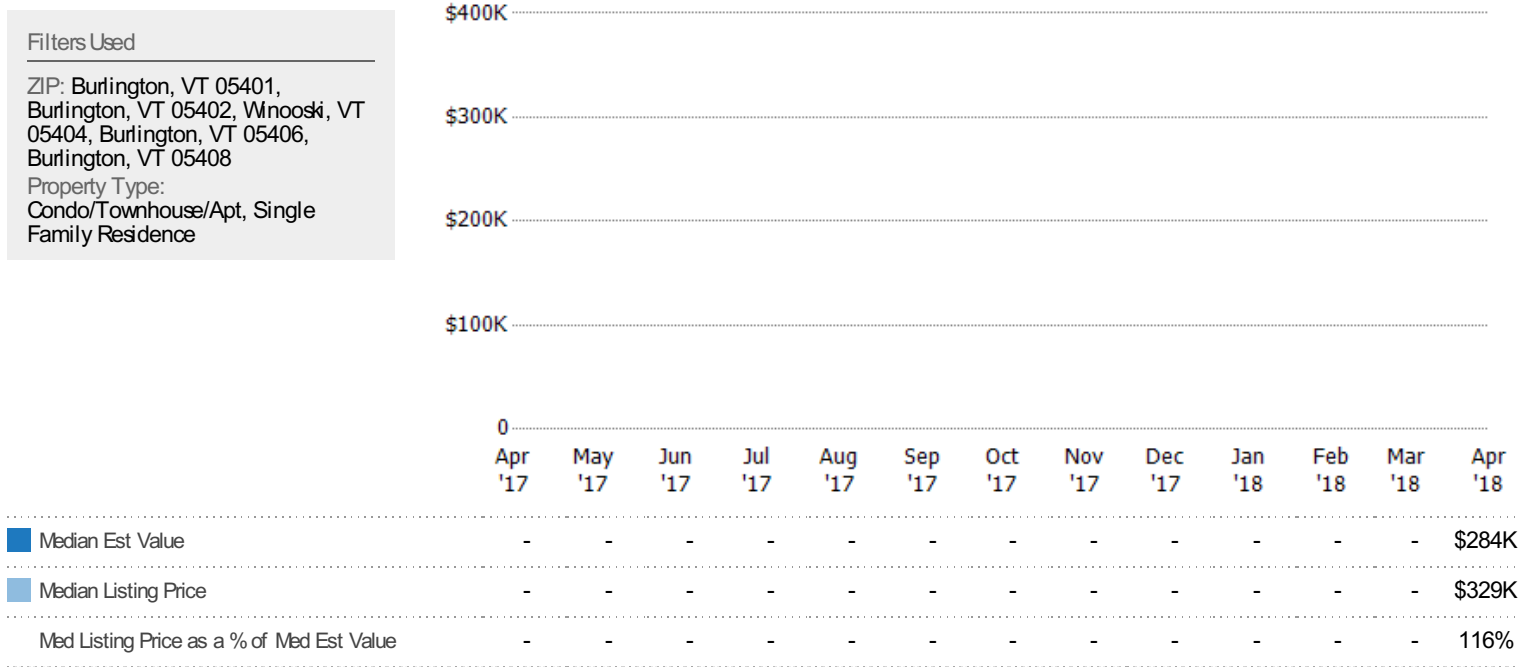 Filters Used
ZIP: Burlington, VT 05401,
Burlington, VT 05402, Winooski, VT
05404, Burlington, VT 05406,
Burlington, VT 05408
Property Type:
Condo/Townhouse/Apt, Single
Family Residence
$400K
$300K
$200K
$100K
0
Apr May Jun Jul Aug Sep Oct Nov Dec Jan Feb Mar Apr
'17 '17 '17 '17 '17 '17 '17 '17 '17 '18 '18 '18 '18
Median Est Value - - - - - - - - - - - - $284K
Median Listing Price - - - - - - - - - - - - $329K
Med Listing Price as a % of Med Est Value - - - - - - - - - - - - 116%